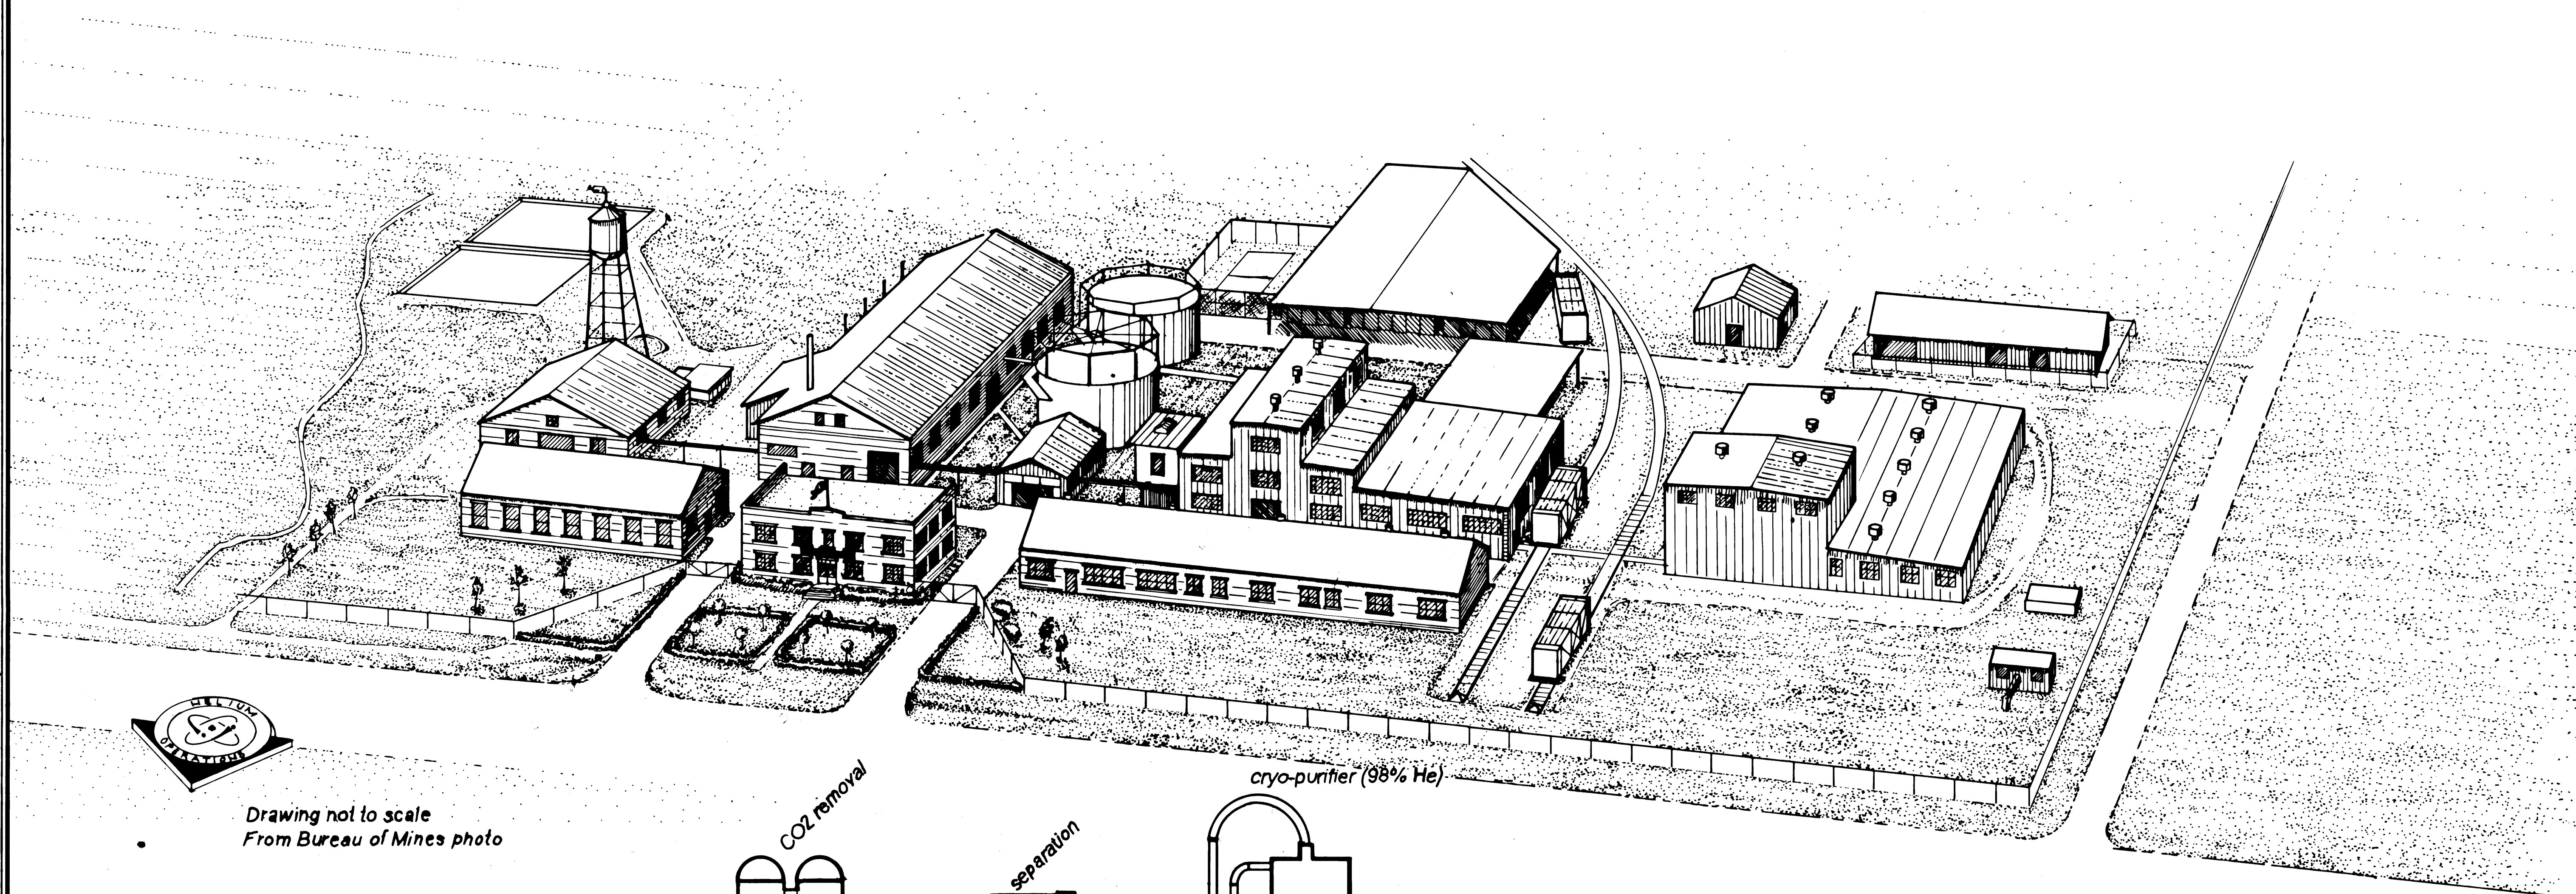 HELIUM
OPERATIONS
Drawing not to scale
From Bureau of Mines photo
CO2 removal
separation
cryo-purifier (98% He)